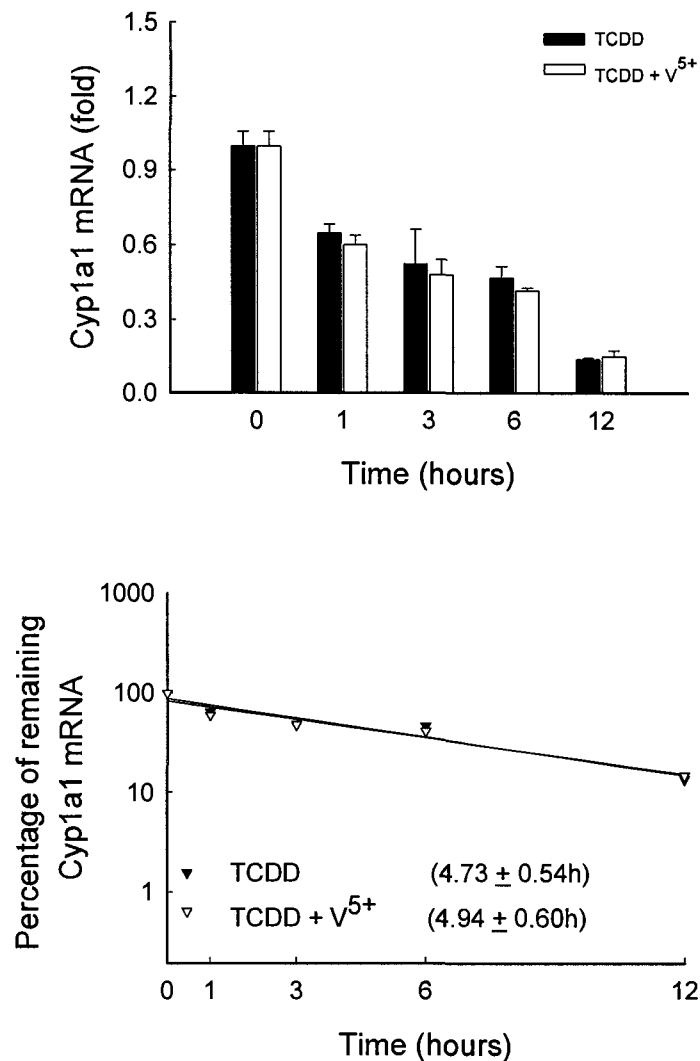 1.5
1.2
0.9
0.6
0.3
0.0
Cyp1a1 mRNA (fold)
TCDD
TCDD + V⁵⁺
0 1 3 6 12
Time (hours)
1000
100
10
1
Percentage of remaining
Cyp1a1 mRNA
TCDD (4.73 ± 0.54h)
TCDD + V⁵⁺ (4.94 ± 0.60h)
0 1 3 6 12
Time (hours)